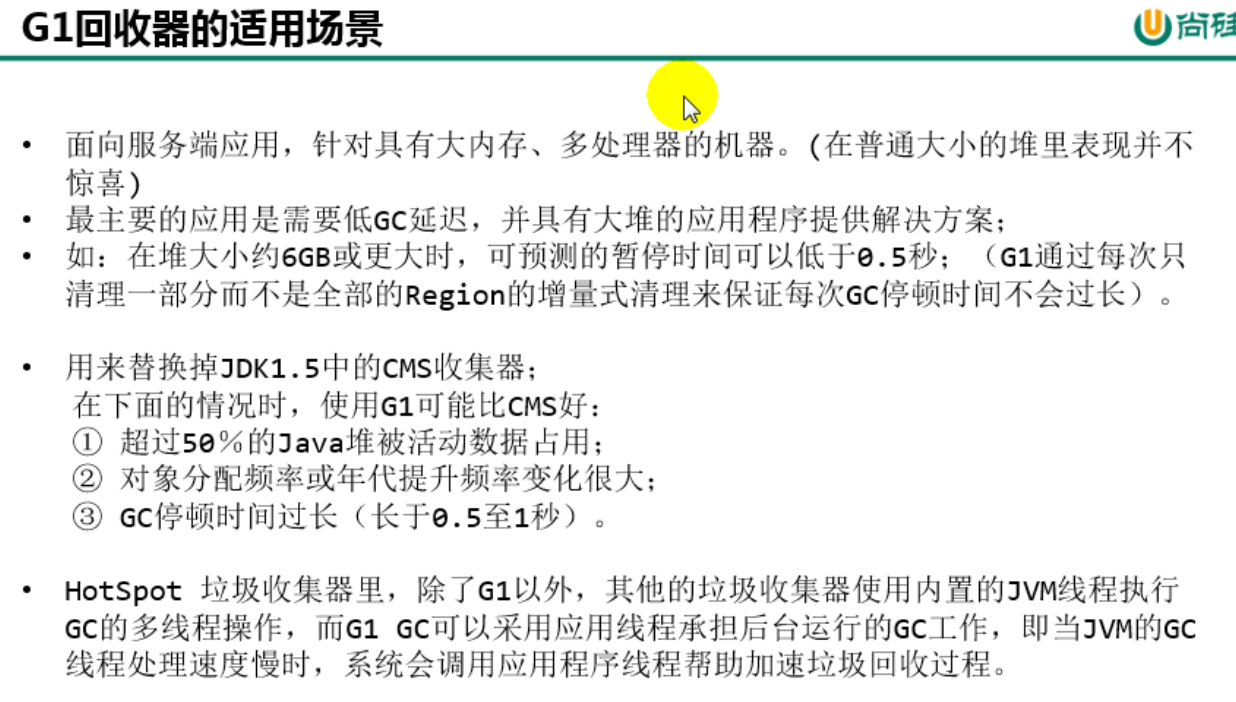 G1回收器的适用场景
尚硅
• 面向服务端应用，针对具有大内存、多处理器的机器。(在普通大小的堆里表现并不
惊喜)
• 最主要的应用是需要低GC延迟，并具有大堆的应用程序提供解决方案；
• 如：在堆大小约6GB或更大时，可预测的暂停时间可以低于0.5秒；（G1通过每次只
清理一部分而不是全部的Region的增量式清理来保证每次GC停顿时间不会过长）。
• 用来替换掉JDK1.5中的CMS收集器；
在下面的情况时，使用G1可能比CMS好：
① 超过50％的Java堆被活动数据占用；
② 对象分配频率或年代提升频率变化很大；
③ GC停顿时间过长（长于0.5至1秒）。
• HotSpot 垃圾收集器里，除了G1以外，其他的垃圾收集器使用内置的JVM线程执行
GC的多线程操作，而G1 GC可以采用应用线程承担后台运行的GC工作，即当JVM的GC
线程处理速度慢时，系统会调用应用程序线程帮助加速垃圾回收过程。